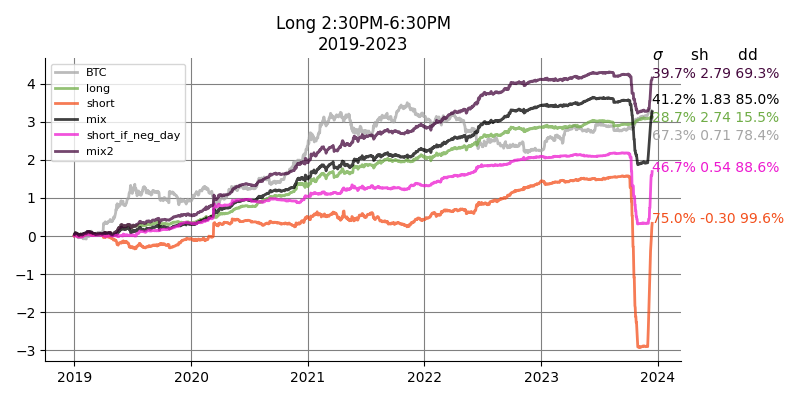 Long 2:30PM-6:30PM
2019-2023
σ sh dd
39.7% 2.79 69.3%
41.2% 1.83 85.0%
28.7% 2.74 15.5%
67.3% 0.71 78.4%
46.7% 0.54 88.6%
75.0% -0.30 99.6%
BTC
long
short
mix
short_if_neg_day
mix2
4
3
2
1
0
−1
−2
−3
2019 2020 2021 2022 2023 2024